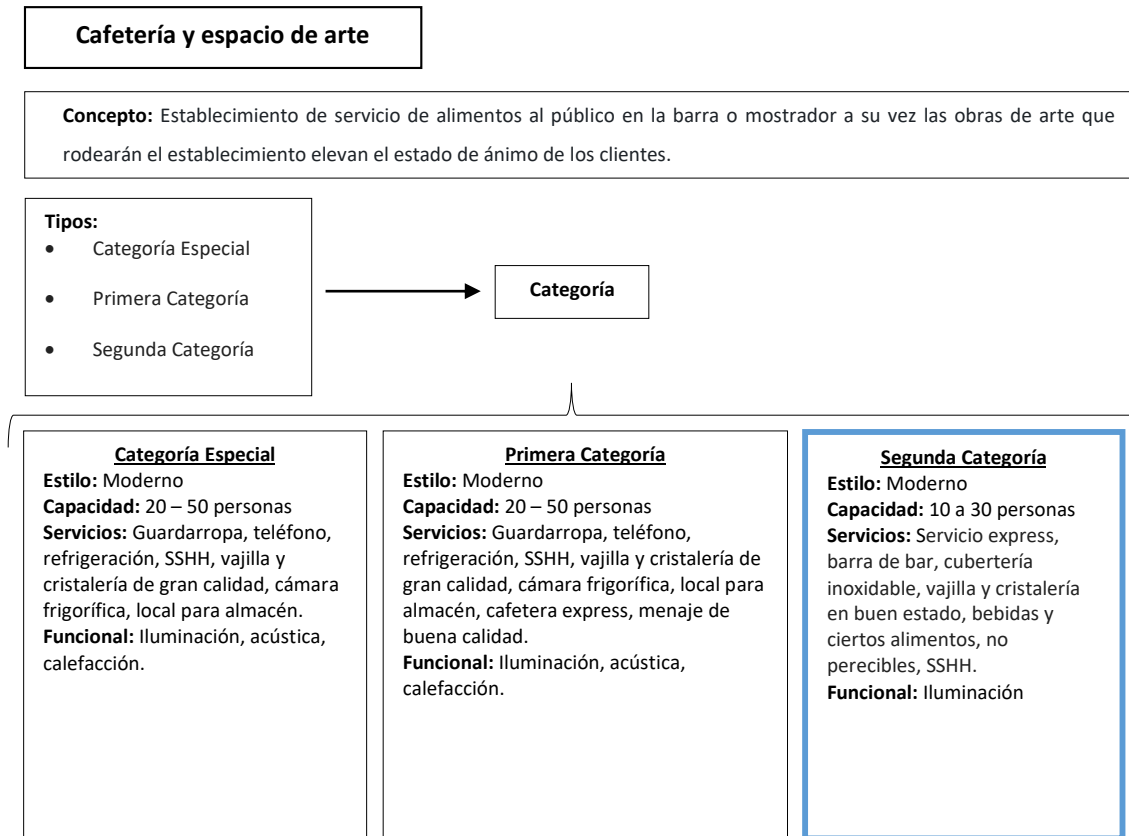 Cafetería y espacio de arte
Concepto: Establecimiento de servicio de alimentos al público en la barra o mostrador a su vez las obras de arte que
rodearán el establecimiento elevan el estado de ánimo de los clientes.
Tipos:
• Categoría Especial
• Primera Categoría
• Segunda Categoría
Categoría
Categoría Especial
Estilo: Moderno
Capacidad: 20 – 50 personas
Servicios: Guardarropa, teléfono,
refrigeración, SSHH, vajilla y
cristalería de gran calidad, cámara
frigorífica, local para almacén.
Funcional: Iluminación, acústica,
calefacción.
Primera Categoría
Estilo: Moderno
Capacidad: 20 – 50 personas
Servicios: Guardarropa, teléfono,
refrigeración, SSHH, vajilla y cristalería de
gran calidad, cámara frigorífica, local para
almacén, cafetera express, menaje de
buena calidad.
Funcional: Iluminación, acústica,
calefacción.
Segunda Categoría
Estilo: Moderno
Capacidad: 10 a 30 personas
Servicios: Servicio express,
barra de bar, cubertería
inoxidable, vajilla y cristalería
en buen estado, bebidas y
ciertos alimentos, no
perecibles, SSHH.
Funcional: Iluminación